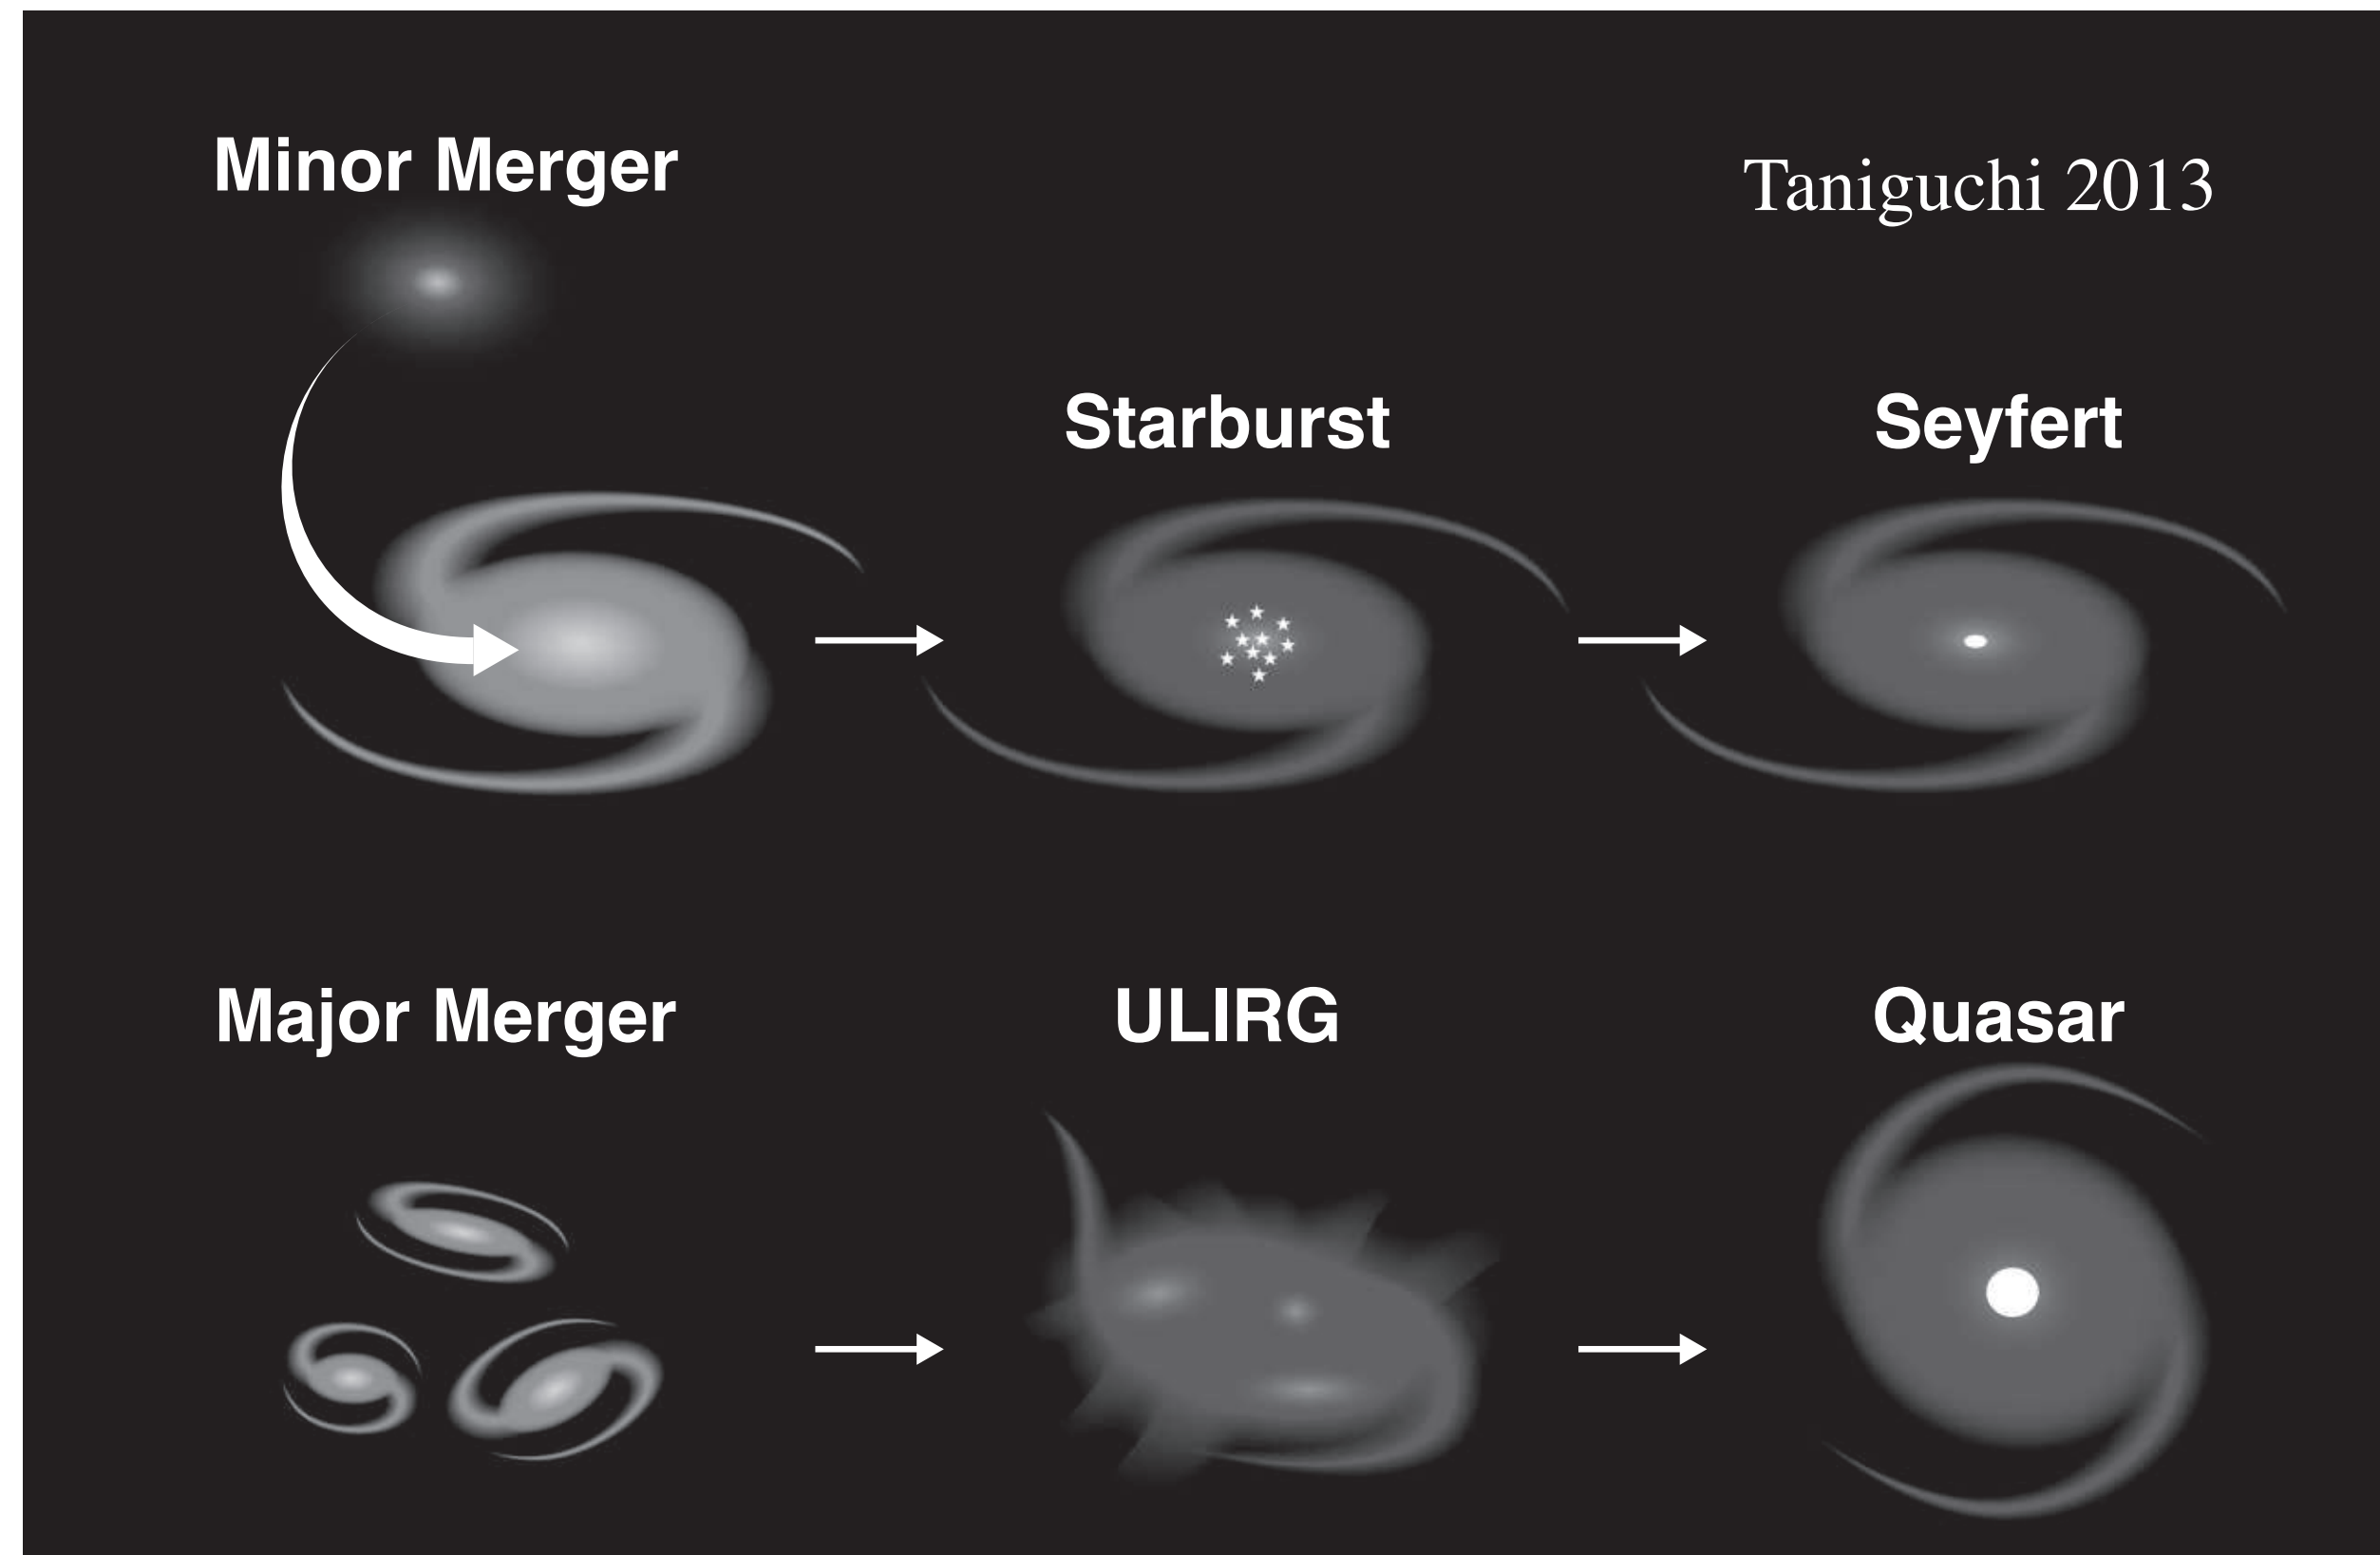 Minor Merger
Taniguchi 2013
Starburst
Seyfert
Major Merger
ULIRG
Quasar